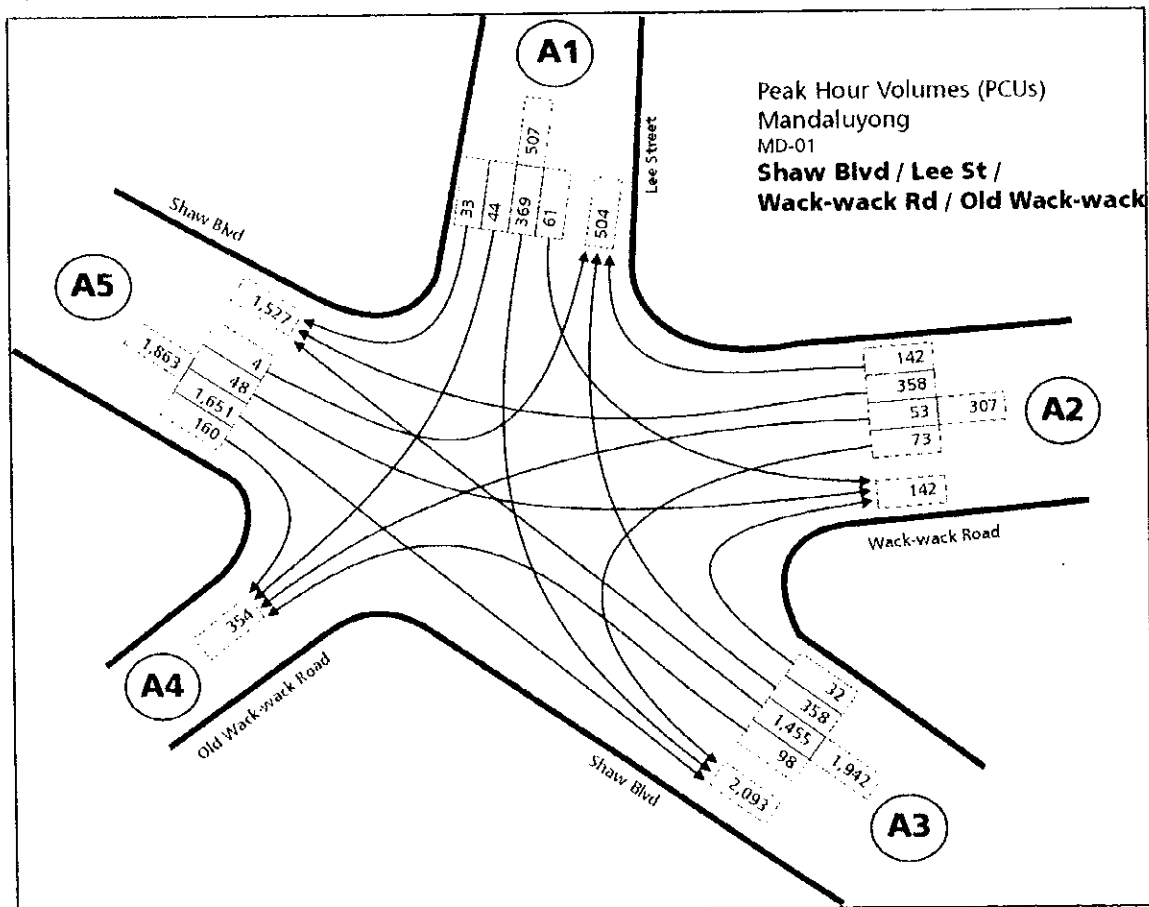 A1
Peak Hour Volumes (PCUs)
Mandaluyong
MD-01
Shaw Blvd / Lee St /
Wack-wack Rd / Old Wack-wack
507
33
44
369
61
504
Lee Street
Shaw Blvd
A5
1,527
1,863
4
48
1,651
160
142
358
53
73
307
A2
142
Wack-wack Road
354
A4
Old Wack-wack Road
Shaw Blvd
32
358
1,455
98
1,942
2,093
A3